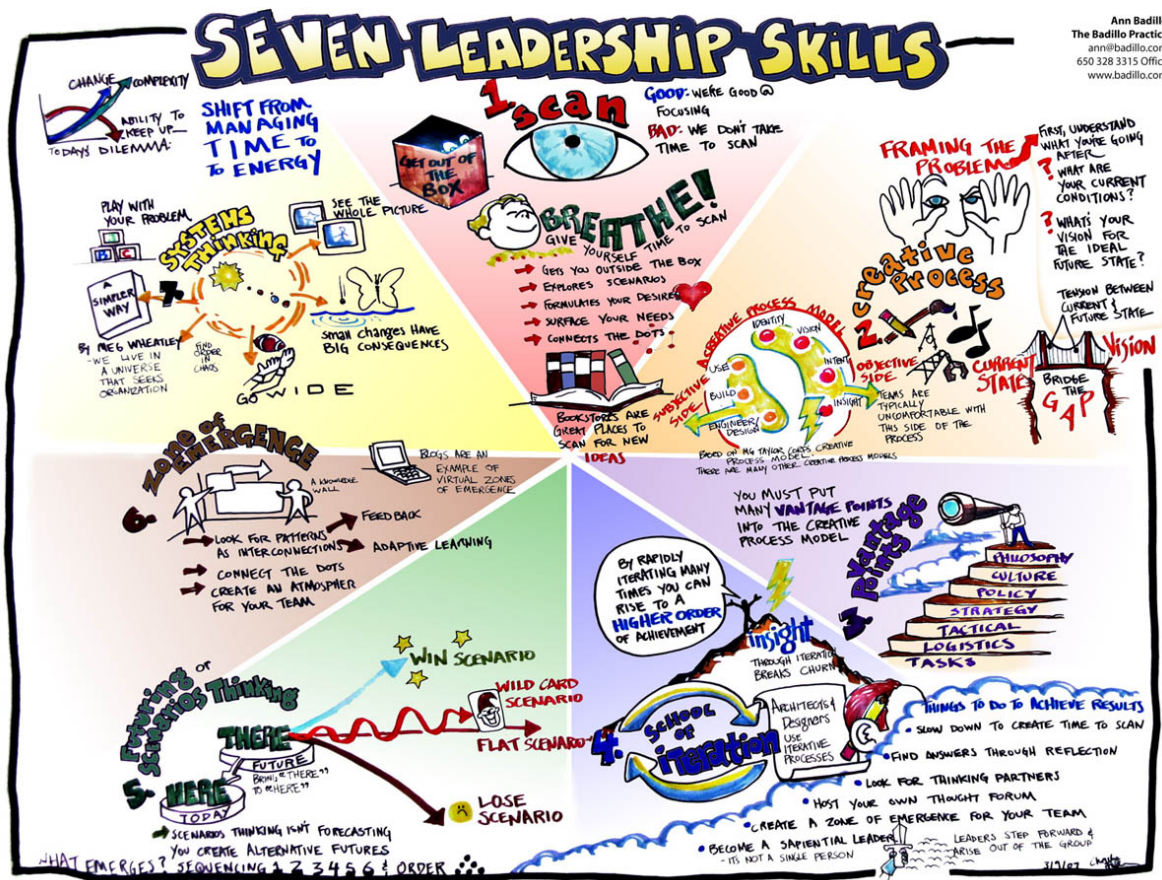 SEVEN LEADERSHIP SKILLS
Ann Badill
The Badillo Practic
ann@badillo.cor
650 328 3315 Offic
www.badillo.cor
CHANGE
COMPLEXITY
ABILITY TO
KEEP UP
TODAY'S DILEMMA:
SHIFT FROM
MANAGING
TIME TO
TO ENERGY
1. Scan
GET OUT OF
THE
BOX
GOOD: WE'RE GOOD @
FOCUSING
BAD: WE DON'T TAKE
TIME TO SCAN
BREATHE!
GIVE YOURSELF TIME TO SCAN
GETS YOU OUTSIDE THE BOX
EXPLORES SCENARIOS
FORMULATES YOUR DESIRES
SURFACE YOUR NEEDS
CONNECTS THE DOTS
BOOKSTORES ARE
GREAT PLACES TO
SCAN FOR NEW
IDEAS
FRAMING THE
PROBLEM
FIRST, UNDERSTAND
WHAT YOU'RE GOING
AFTER
? WHAT ARE
YOUR CURRENT
CONDITIONS?
? WHAT'S YOUR
VISION FOR
THE IDEAL
FUTURE STATE?
TENSION BETWEEN
CURRENT &
FUTURE STATE
2. Creative
Process
A CREATIVE PROCESS MODEL
IDENTITY
VISION
INTENT
INSIGHT
USE
BUILD
ENGINEER/
DESIGN
SUBJECTIVE
SIDE
OBJECTIVE
SIDE
TEAMS ARE
TYPICALLY
UNCOMFORTABLE WITH
THIS SIDE OF THE
PROCESS
BASED ON MG TAYLOR CORP'S CREATIVE
PROCESS MODEL.
THERE ARE MANY OTHER CREATIVE PROCESS MODELS
CURRENT
STATE
Vision
BRIDGE
THE
GAP
YOU MUST PUT
MANY VANTAGE POINTS
INTO THE CREATIVE
PROCESS MODEL
3. Vantage
Points
PHILOSOPHY
CULTURE
POLICY
STRATEGY
TACTICAL
LOGISTICS
TASKS
BY RAPIDLY
ITERATING MANY
TIMES YOU CAN
RISE TO A
HIGHER ORDER
OF ACHIEVEMENT
insight
THROUGH ITERATION
BREAKS CHURN
4. SCHOOL
OF
iTERATION
ARCHITECTS &
Designers
USE
ITERATIVE
PROCESSES
THINGS TO DO TO ACHIEVE RESULTS
• SLOW DOWN TO CREATE TIME TO SCAN
• FIND ANSWERS THROUGH REFLECTION
• LOOK FOR THINKING PARTNERS
• HOST YOUR OWN THOUGHT FORUM
• CREATE A ZONE OF EMERGENCE FOR YOUR TEAM
• BECOME A SAPIENTIAL LEADER
- IT'S NOT A SINGLE PERSON
LEADERS STEP FORWARD &
ARISE OUT OF THE GROUP
Futuring or
Scenarios Thinking
5. HERE
TODAY
THERE
FUTURE
BRING "THERE"
TO "HERE"
WIN SCENARIO
WILD CARD
SCENARIO
FLAT SCENARIO
LOSE
SCENARIO
SCENARIOS THINKING ISN'T FORECASTING
YOU CREATE ALTERNATIVE FUTURES
WHAT EMERGES? SEQUENCING 1 2 3 4 5 6 & ORDER
6. Zone of
EMERGENCE
A KNOWLEDGE
WALL
BLOGS ARE AN
EXAMPLE OF
VIRTUAL ZONES
OF EMERGENCE
FEEDBACK
LOOK FOR PATTERNS
AS INTERCONNECTIONS
ADAPTIVE LEARNING
CONNECT THE DOTS
CREATE AN ATMOSPHER
FOR YOUR TEAM
7. SYSTEMS
THINKING
PLAY WITH
YOUR PROBLEM
B C
SEE THE
WHOLE PICTURE
A
SIMPLER
WAY
BY MEG WHEATLEY
- WE LIVE IN
A UNIVERSE
THAT SEEKS
ORGANIZATION
FIND
ORDER
IN
CHAOS
GO WIDE
small changes HAVE
BIG CONSEQUENCES